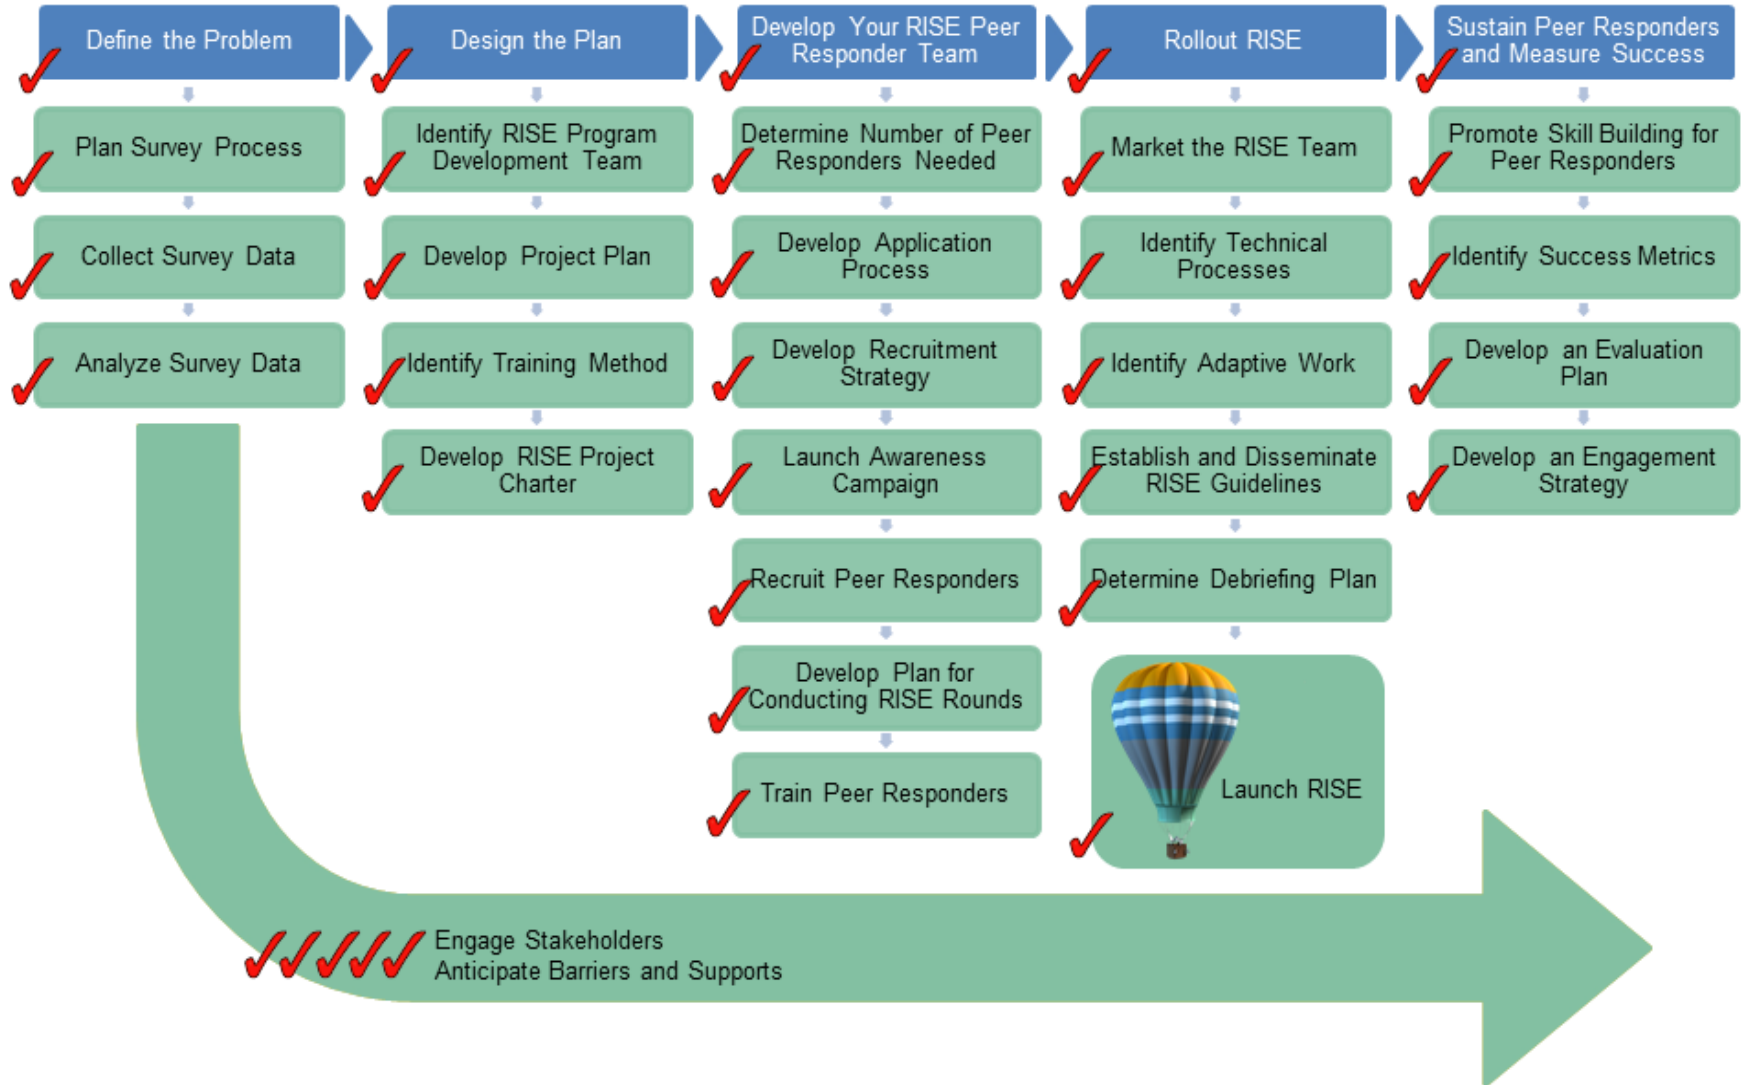 Define the Problem
Plan Survey Process
Collect Survey Data
Analyze Survey Data
Design the Plan
Identify RISE Program
Development Team
Develop Project Plan
Identify Training Method
Develop RISE Project
Charter
Develop Your RISE Peer
Responder Team
Determine Number of Peer
Responders Needed
Develop Application
Process
Develop Recruitment
Strategy
Launch Awareness
Campaign
Recruit Peer Responders
Develop Plan for
Conducting RISE Rounds
Train Peer Responders
Rollout RISE
Market the RISE Team
Identify Technical
Processes
Identify Adaptive Work
Establish and Disseminate
RISE Guidelines
Determine Debriefing Plan
Launch RISE
Sustain Peer Responders
and Measure Success
Promote Skill Building for
Peer Responders
Identify Success Metrics
Develop an Evaluation
Plan
Develop an Engagement
Strategy
Engage Stakeholders
Anticipate Barriers and Supports